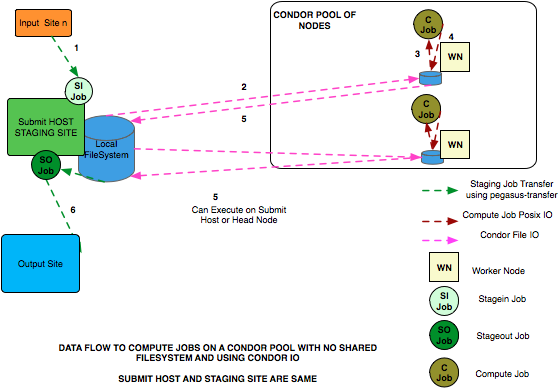 Input Site n
1
SI
Job
Submit HOST
STAGING SITE
Local
FileSystem
SO
Job
6
Output Site
2
5
5
Can Execute on Submit
Host or Head Node
CONDOR POOL OF
NODES
C
Job
4
3
WN
C
Job
WN
Staging Job Transfer
using pegasus-transfer
Compute Job Posix IO
Condor File IO
WN
Worker Node
SI
Job
Stagein Job
SO
Job
Stageout Job
C
Job
Compute Job
DATA FLOW TO COMPUTE JOBS ON A CONDOR POOL WITH NO SHARED
FILESYSTEM AND USING CONDOR IO
SUBMIT HOST AND STAGING SITE ARE SAME